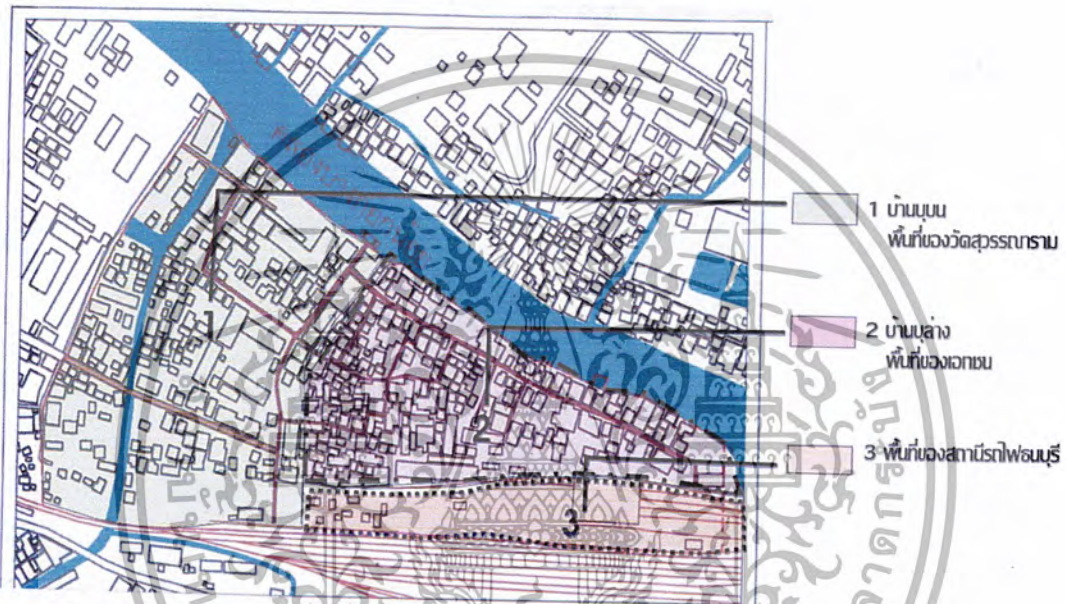 1 บ้านบุบน
พื้นที่ของวัดสุวรรณาราม
2 บ้านบุล่าง
พื้นที่ของเอกชน
3 พื้นที่ของสถานีรถไฟธนบุรี
1
2
3